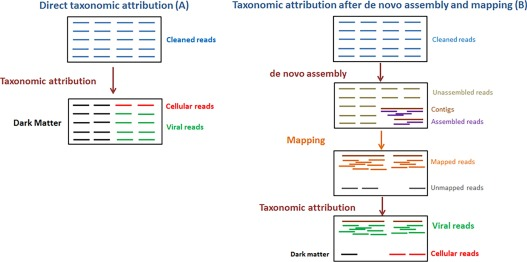 Direct taxonomic attribution (A)
Cleaned reads
Taxonomic attribution
Dark Matter
Cellular reads
Viral reads
Taxonomic attribution after de novo assembly and mapping (B)
Cleaned reads
de novo assembly
Unassembled reads
Contigs
Assembled reads
Mapping
Mapped reads
Unmapped reads
Taxonomic attribution
Viral reads
Dark matter
Cellular reads